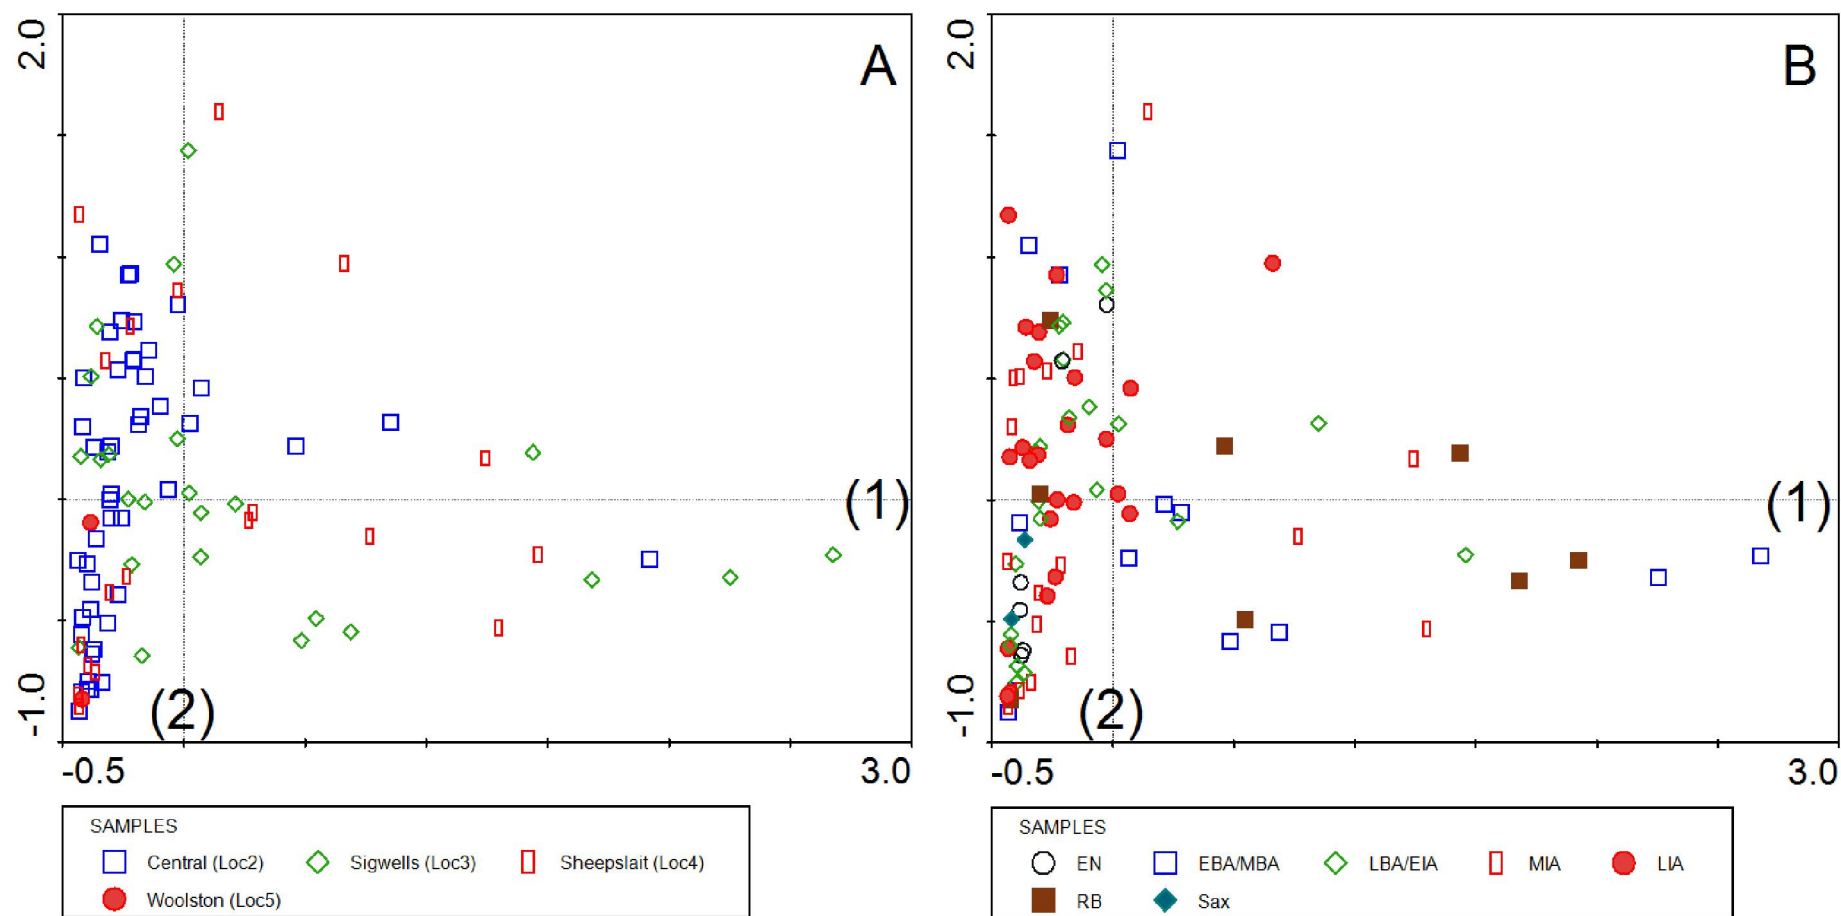 2.0
A
(1)
-1.0
(2)
-0.5
3.0
SAMPLES
Central (Loc2) Sigwells (Loc3) Sheepslait (Loc4)
Woolston (Loc5)
2.0
B
(1)
-1.0
(2)
-0.5
3.0
SAMPLES
EN EBA/MBA LBA/EIA MIA LIA
RB Sax